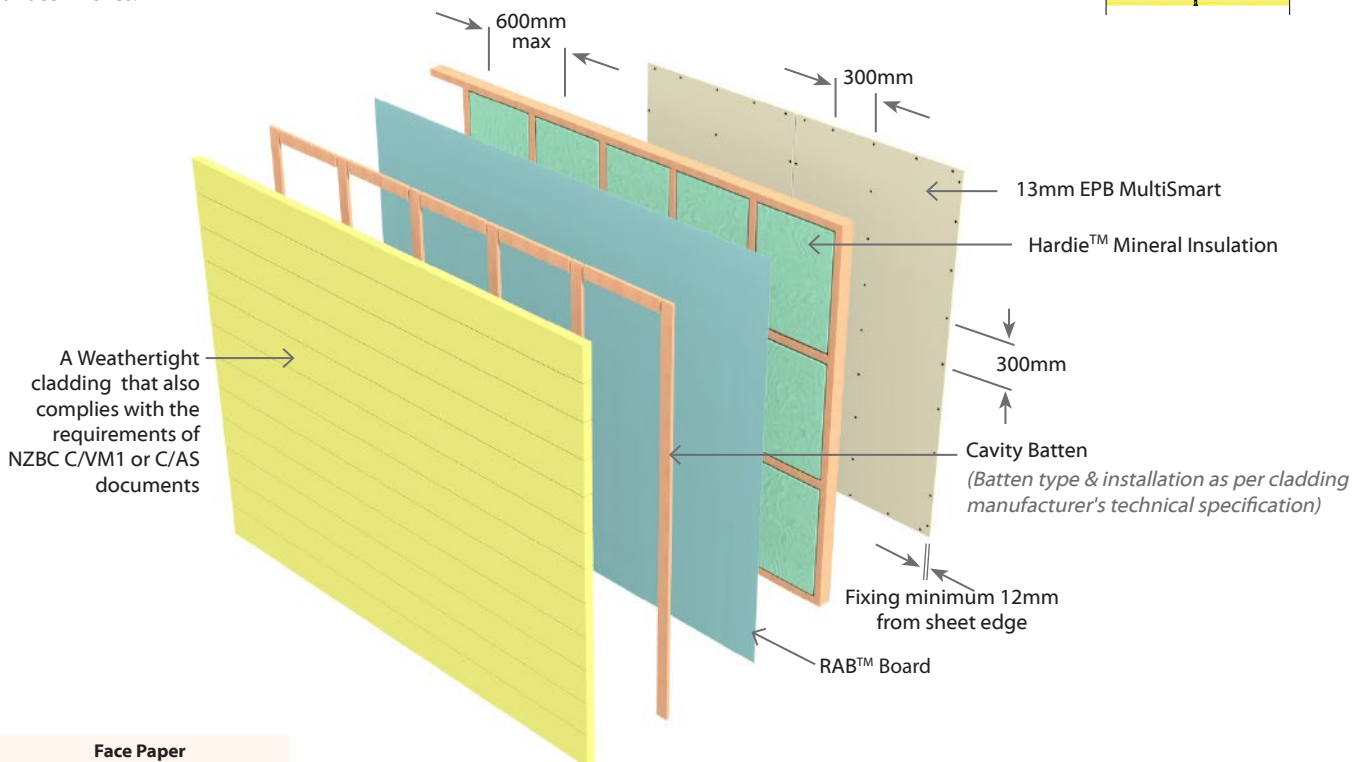 600mm
max
300mm
13mm EPB MultiSmart
Hardie™ Mineral Insulation
300mm
A Weathertight
cladding that also
complies with the
requirements of
NZBC C/VM1 or C/AS
documents
Cavity Batten
(Batten type & installation as per cladding
manufacturer's technical specification)
Fixing minimum 12mm
from sheet edge
RAB™ Board
Face Paper